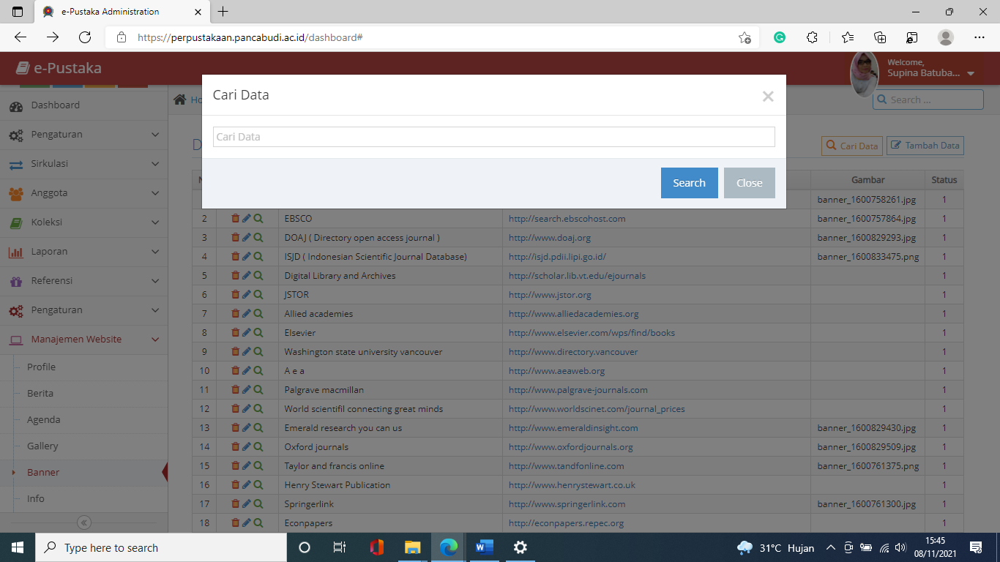 e-Pustaka Administration
https://perpustakaan.pancabudi.ac.id/dashboard#
e-Pustaka
Welcome,
Supina Batuba...
Search ...
Cari Data
Cari Data
Search
Close
Cari Data
Tambah Data
Dashboard
Pengaturan
Sirkulasi
Anggota
Koleksi
Laporan
Referensi
Pengaturan
Manajemen Website
Profile
Berita
Agenda
Gallery
Banner
Info
Gambar Status
banner_1600758261.jpg 1
2 EBSCO http://search.ebscohost.com banner_1600757864.jpg 1
3 DOAJ ( Directory open access journal ) http://www.doaj.org banner_1600829293.jpg 1
4 ISJD ( Indonesian Scientific Journal Database) http://isjd.pdii.lipi.go.id/ banner_1600833475.png 1
5 Digital Library and Archives http://scholar.lib.vt.edu/ejournals 1
6 JSTOR http://www.jstor.org 1
7 Allied academies http://www.alliedacademies.org 1
8 Elsevier http://www.elsevier.com/wps/find/books 1
9 Washington state university vancouver http://www.directory.vancouver 1
10 A e a http://www.aeaweb.org 1
11 Palgrave macmillan http://www.palgrave-journals.com 1
12 World scientifil connecting great minds http://www.worldscinet.com/journal_prices 1
13 Emerald research you can us http://www.emeraldinsight.com banner_1600829430.jpg 1
14 Oxford journals http://www.oxfordjournals.org banner_1600829509.jpg 1
15 Taylor and francis online http://www.tandfonline.com banner_1600761375.png 1
16 Henry Stewart Publication http://www.henrystewart.co.uk 1
17 Springerlink http://www.springerlink.com banner_1600761300.jpg 1
18 Econpapers http://econpapers.repec.org 1
Type here to search
31°C Hujan
15:45
08/11/2021